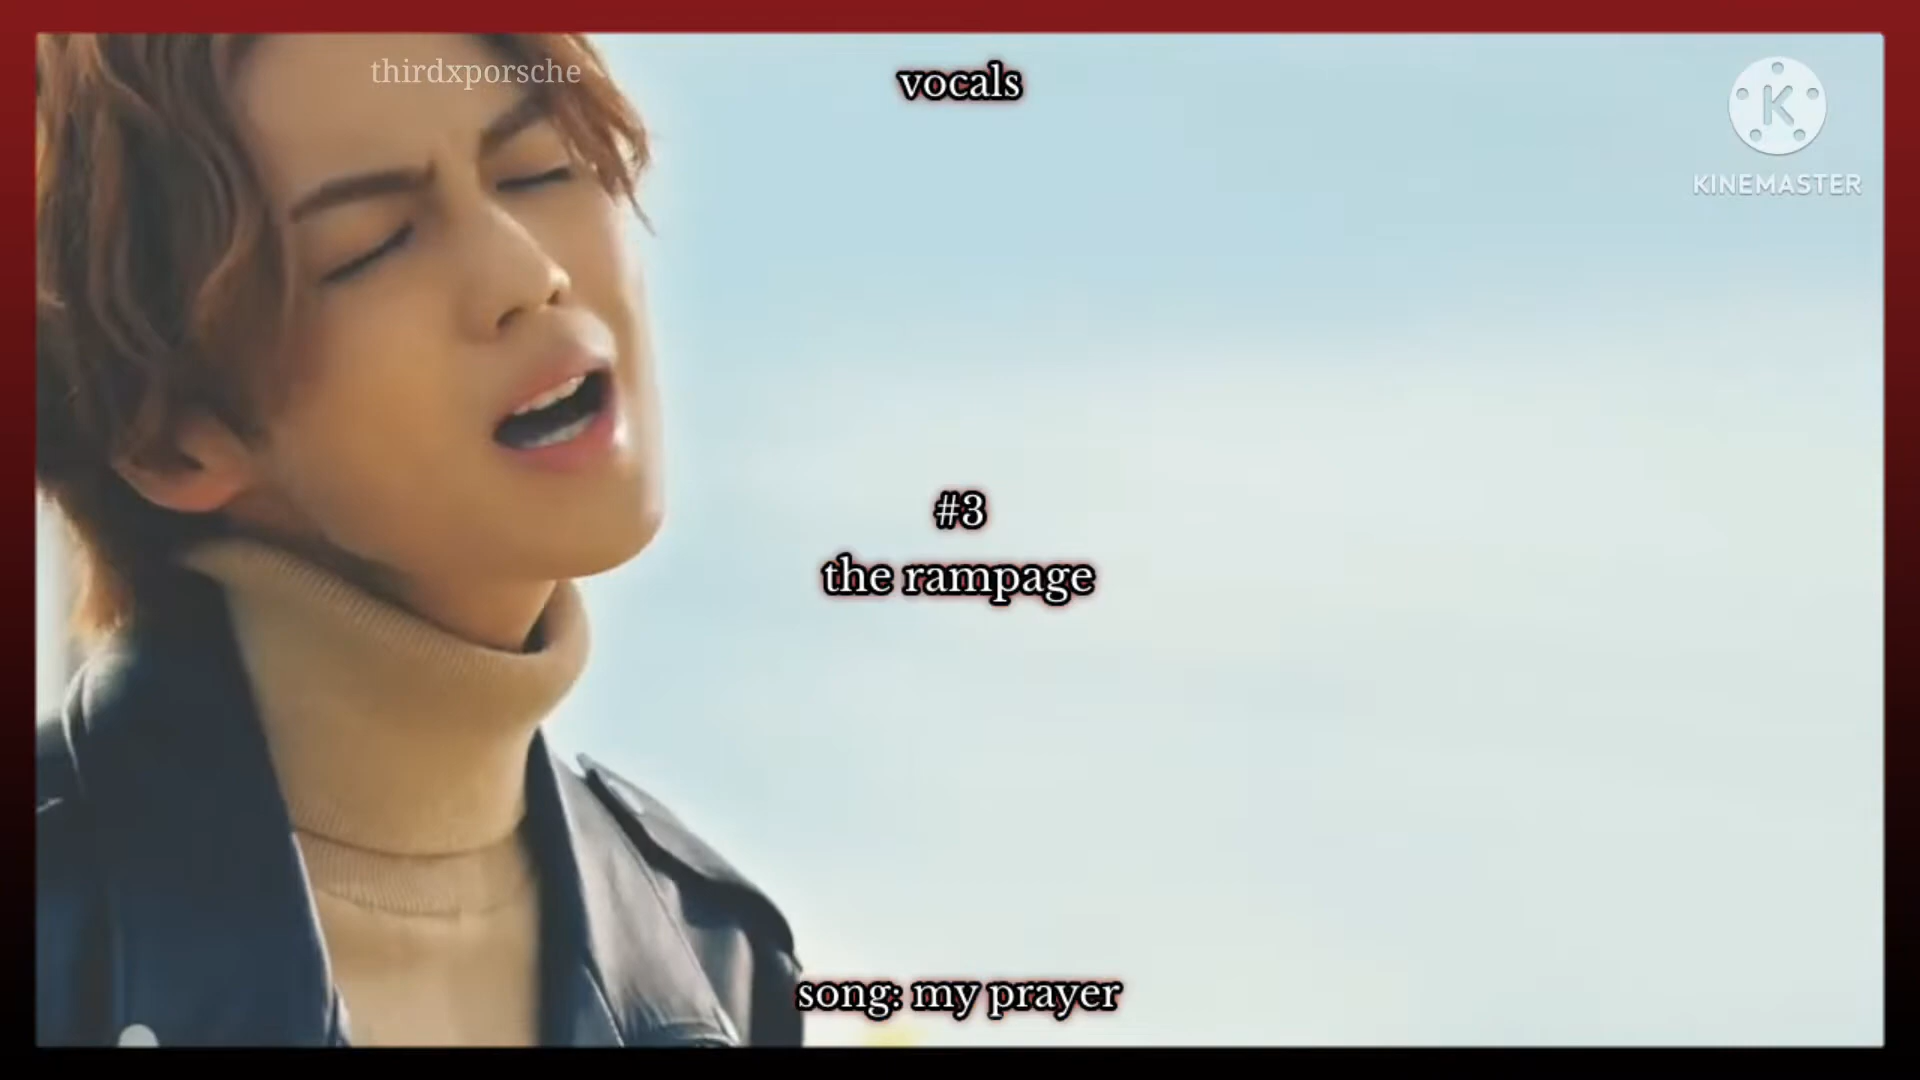 thirdxporsche
vocals
K
KINEMASTER
#3
the rampage
song: my prayer